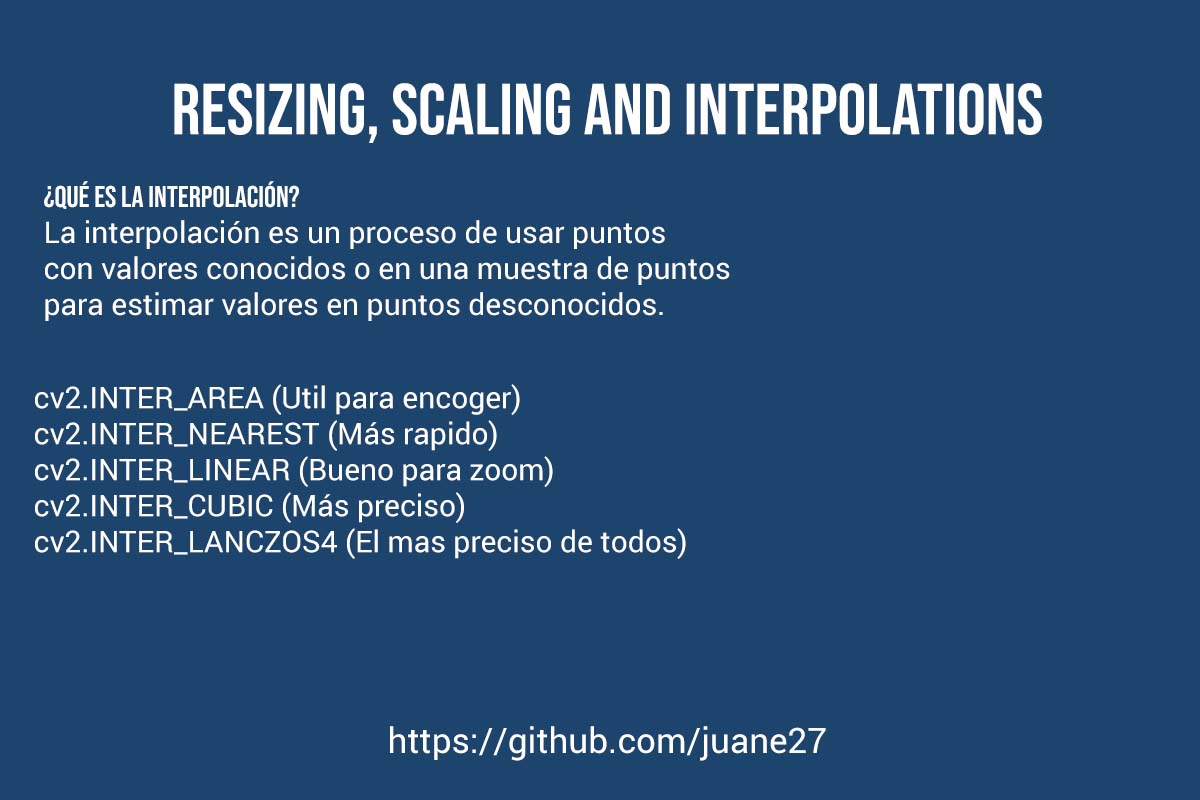 RESIZING, SCALING AND INTERPOLATIONS
¿QUÉ ES LA INTERPOLACIÓN?
La interpolación es un proceso de usar puntos
con valores conocidos o en una muestra de puntos
para estimar valores en puntos desconocidos.
cv2.INTER_AREA (Util para encoger)
cv2.INTER_NEAREST (Más rapido)
cv2.INTER_LINEAR (Bueno para zoom)
cv2.INTER_CUBIC (Más preciso)
cv2.INTER_LANCZOS4 (El mas preciso de todos)
https://github.com/juane27